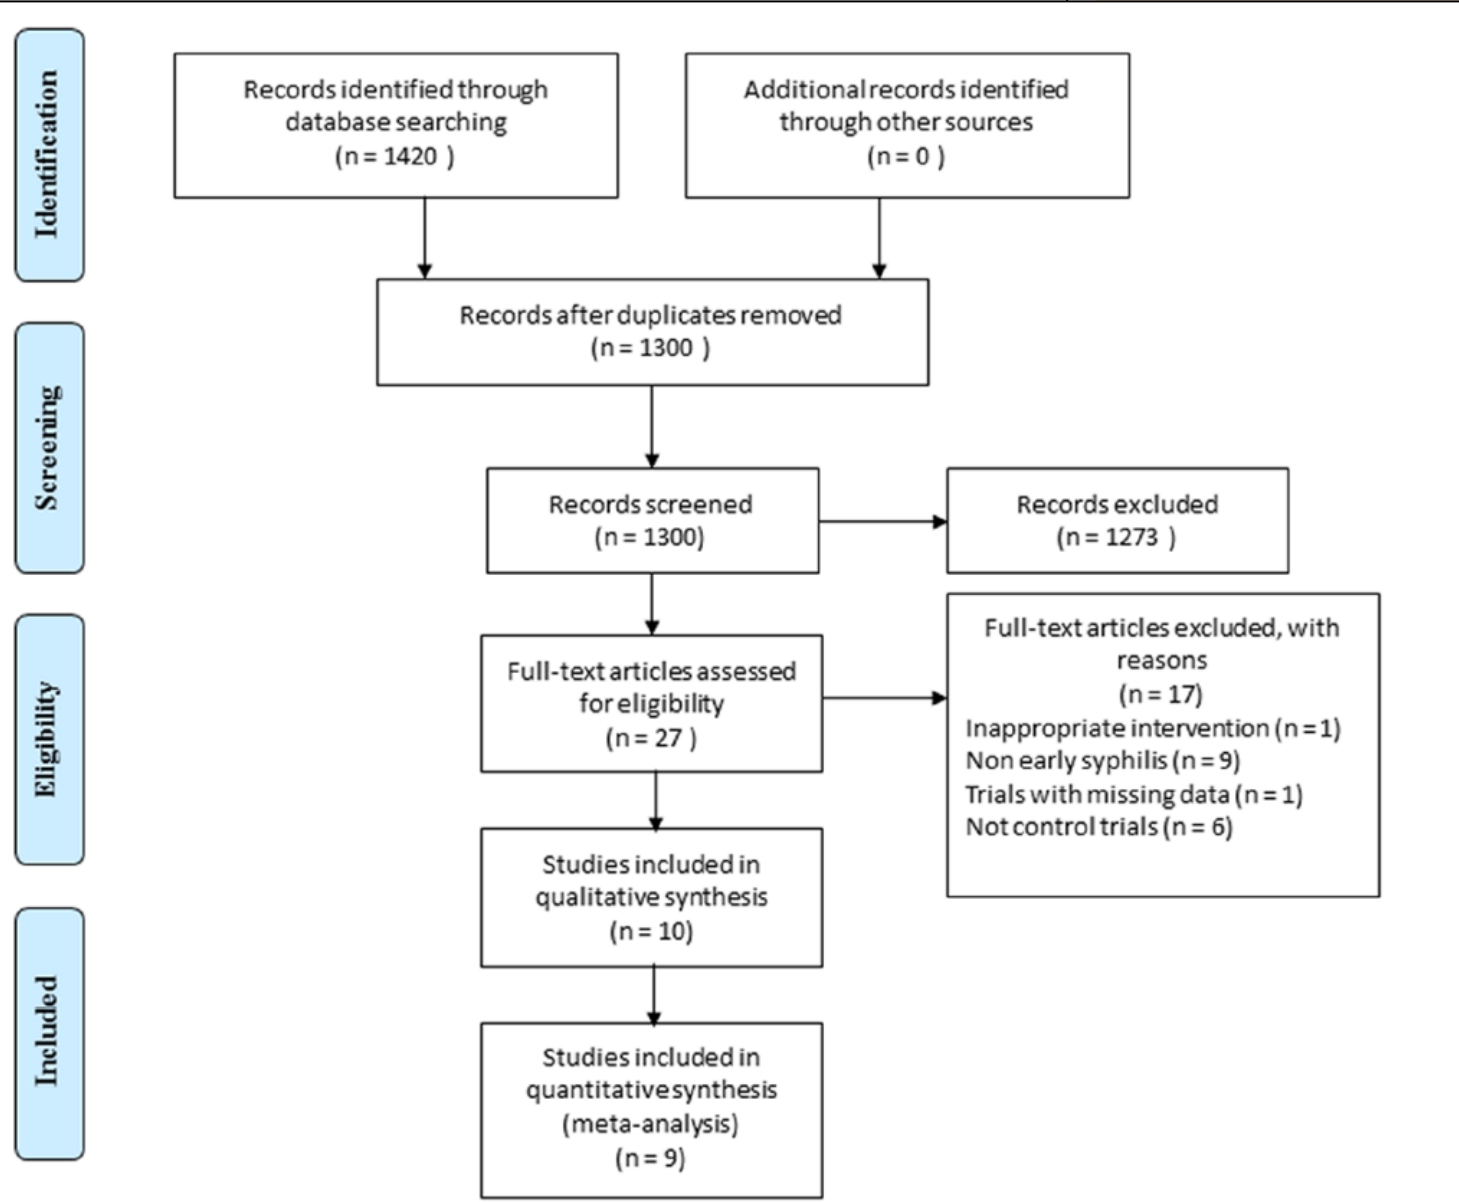 Identification
Records identified through
database searching
(n = 1420 )
Additional records identified
through other sources
(n = 0 )
Records after duplicates removed
(n = 1300 )
Screening
Records screened
(n = 1300)
Records excluded
(n = 1273 )
Eligibility
Full-text articles assessed
for eligibility
(n = 27 )
Full-text articles excluded, with
reasons
(n = 17)
Inappropriate intervention (n =1)
Non early syphilis (n = 9)
Trials with missing data (n = 1)
Not control trials (n = 6)
Studies included in
qualitative synthesis
(n = 10)
Included
Studies included in
quantitative synthesis
(meta-analysis)
(n = 9)